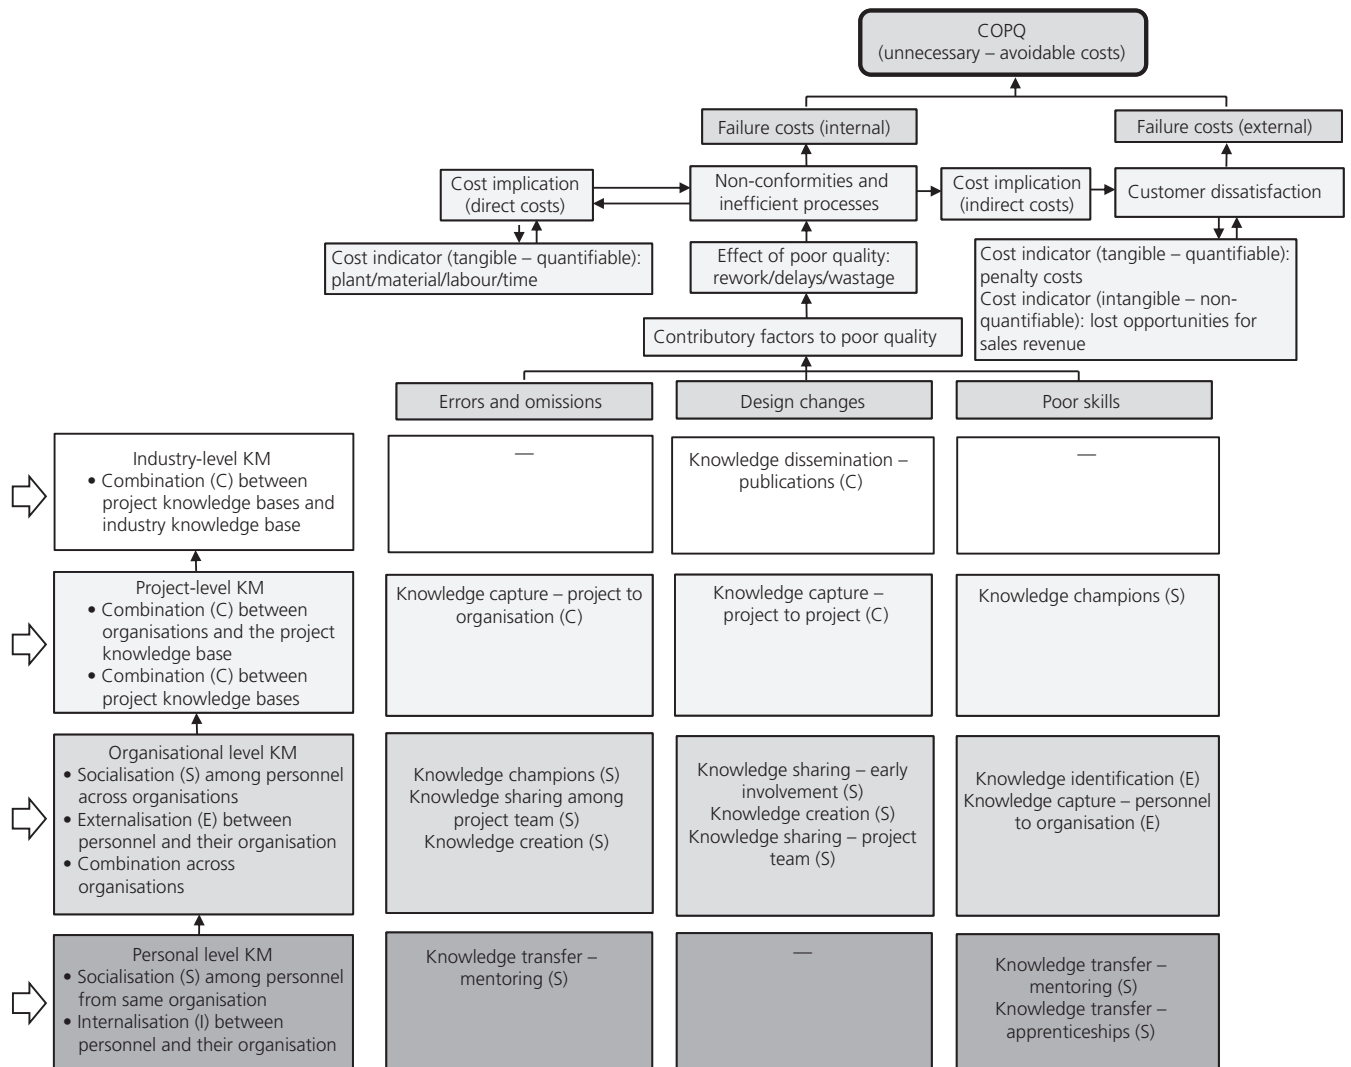 COPQ
(unnecessary – avoidable costs)
Failure costs (internal)
Failure costs (external)
Cost implication
(direct costs)
Non-conformities and
inefficient processes
Cost implication
(indirect costs)
Customer dissatisfaction
Cost indicator (tangible – quantifiable):
plant/material/labour/time
Effect of poor quality:
rework/delays/wastage
Cost indicator (tangible – quantifiable):
penalty costs
Cost indicator (intangible – non-
quantifiable): lost opportunities for
sales revenue
Contributory factors to poor quality
Errors and omissions
Design changes
Poor skills
Industry-level KM
• Combination (C) between
project knowledge bases and
industry knowledge base
—
Knowledge dissemination –
publications (C)
—
Project-level KM
• Combination (C) between
organisations and the project
knowledge base
• Combination (C) between
project knowledge bases
Knowledge capture – project to
organisation (C)
Knowledge capture –
project to project (C)
Knowledge champions (S)
Organisational level KM
• Socialisation (S) among personnel
across organisations
• Externalisation (E) between
personnel and their organisation
• Combination across
organisations
Knowledge champions (S)
Knowledge sharing among
project team (S)
Knowledge creation (S)
Knowledge sharing – early
involvement (S)
Knowledge creation (S)
Knowledge sharing – project
team (S)
Knowledge identification (E)
Knowledge capture – personnel
to organisation (E)
Personal level KM
• Socialisation (S) among personnel
from same organisation
• Internalisation (I) between
personnel and their organisation
Knowledge transfer –
mentoring (S)
—
Knowledge transfer –
mentoring (S)
Knowledge transfer –
apprenticeships (S)